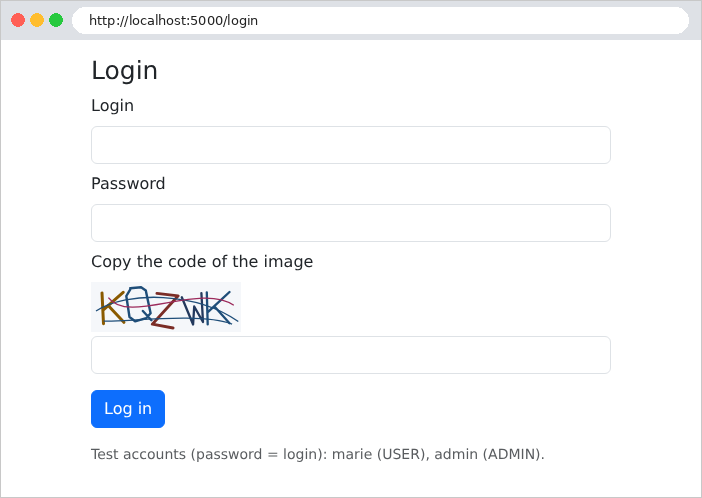 http://localhost:5000/login
Login
Login
Password
Copy the code of the image
KQZWK
Log in
Test accounts (password = login): marie (USER), admin (ADMIN).